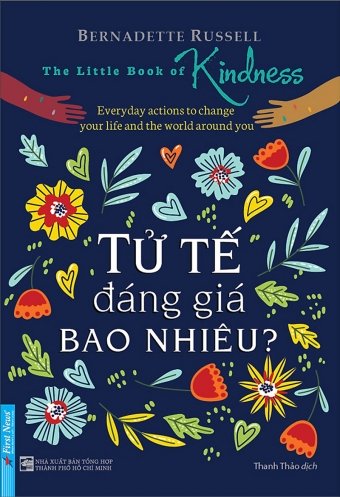 BERNADETTE RUSSELL
The Little Book of Kindness
Everyday actions to change
your life and the world around you
TỬ TẾ
đáng giá
BAO NHIÊU?
First News
NHÀ XUẤT BẢN TỔNG HỢP
THÀNH PHỐ HỒ CHÍ MINH
Thanh Thảo dịch